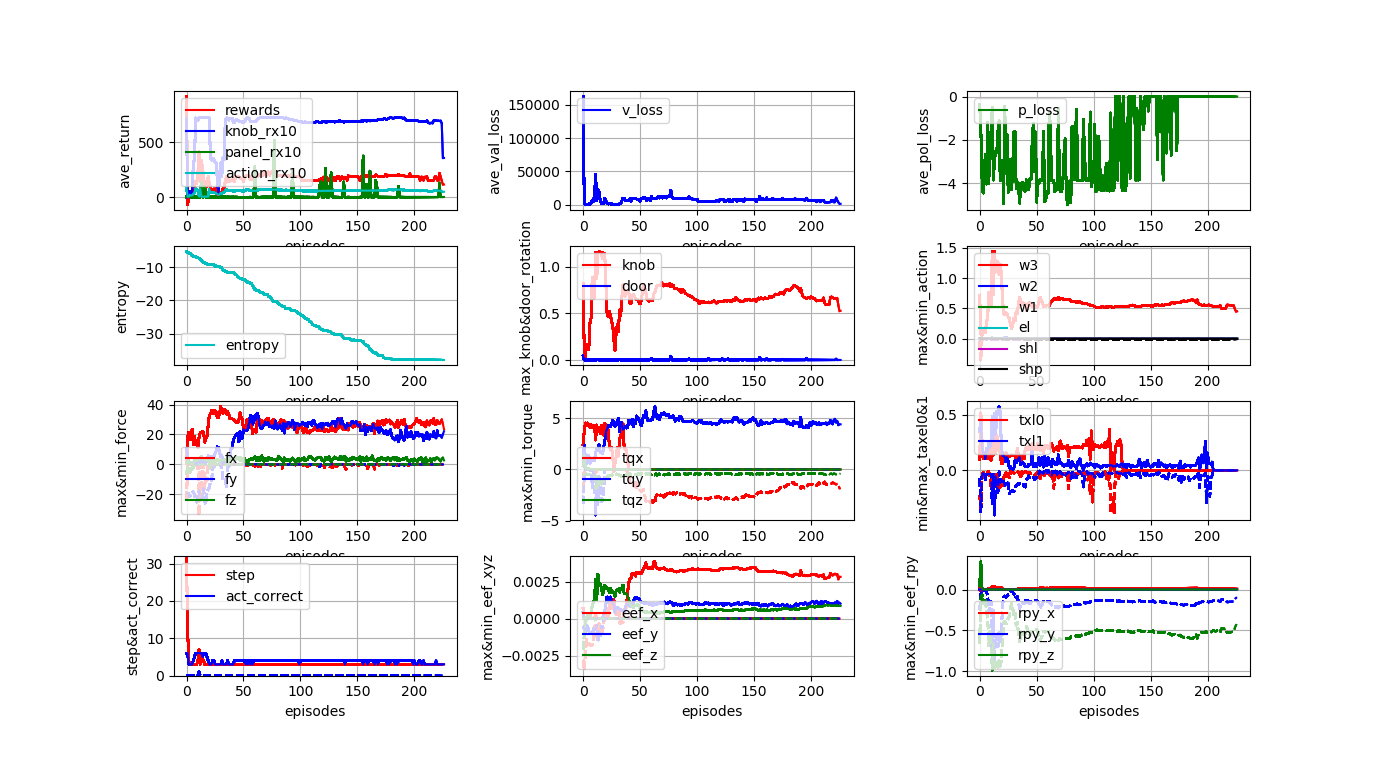 ave_return
500
0
rewards
knob_rx10
panel_rx10
action_rx10
0 50 100 150 200
episodes
ave_val_loss
150000
100000
50000
0
v_loss
0 50 100 150 200
ave_pol_loss
0
−2
−4
p_loss
0 50 100 150 200
episodes
entropy
−10
−20
−30
entropy
0 50 100 150 200
episodes
max_knob&door_rotation
1.0
0.5
0.0
knob
door
0 50 100 150 200
episodes
max&min_action
1.5
1.0
0.5
0.0
w3
w2
w1
el
shl
shp
0 50 100 150 200
episodes
max&min_force
40
20
0
−20
fx
fy
fz
0 50 100 150 200
episodes
max&min_torque
5
0
−5
tqx
tqy
tqz
0 50 100 150 200
episodes
min&max_taxel0&1
0.5
0.0
txl0
txl1
0 50 100 150 200
episodes
step&act_correct
30
20
10
0
step
act_correct
0 50 100 150 200
episodes
max&min_eef_xyz
0.0025
0.0000
−0.0025
eef_x
eef_y
eef_z
0 50 100 150 200
episodes
max&min_eef rpy
0.0
−0.5
−1.0
rpy_x
rpy_y
rpy_z
0 50 100 150 200
episodes